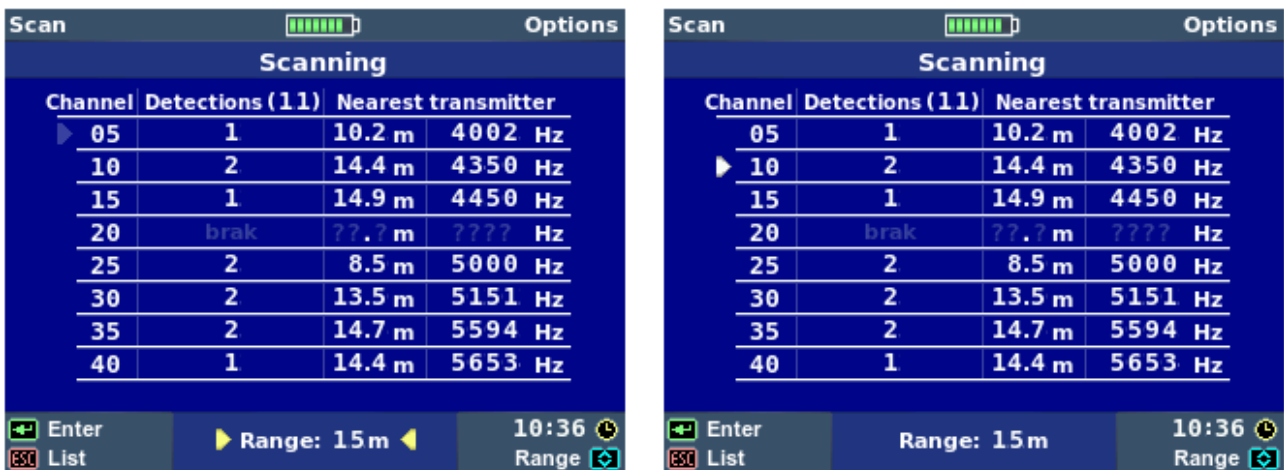 Scan Options
Scanning
Channel Detections (11) Nearest transmitter
05 1 10.2 m 4002 Hz
10 2 14.4 m 4350 Hz
15 1 14.9 m 4450 Hz
20 brak ??.? m ???? Hz
25 2 8.5 m 5000 Hz
30 2 13.5 m 5151 Hz
35 2 14.7 m 5594 Hz
40 1 14.4 m 5653 Hz
Enter Range: 15m 10:36
ESC List Range
Scan Options
Scanning
Channel Detections (11) Nearest transmitter
05 1 10.2 m 4002 Hz
10 2 14.4 m 4350 Hz
15 1 14.9 m 4450 Hz
20 brak ??.? m ???? Hz
25 2 8.5 m 5000 Hz
30 2 13.5 m 5151 Hz
35 2 14.7 m 5594 Hz
40 1 14.4 m 5653 Hz
Enter Range: 15m 10:36
ESC List Range